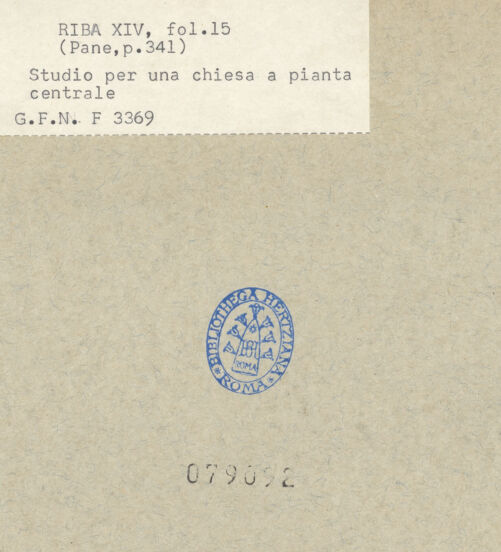 RIBA XIV, fol.15
(Pane,p.341)
Studio per una chiesa a pianta
centrale
G.F.N. F 3369
BIBLIOTHECA HERTZIANA
ROMA
ROMA
079092